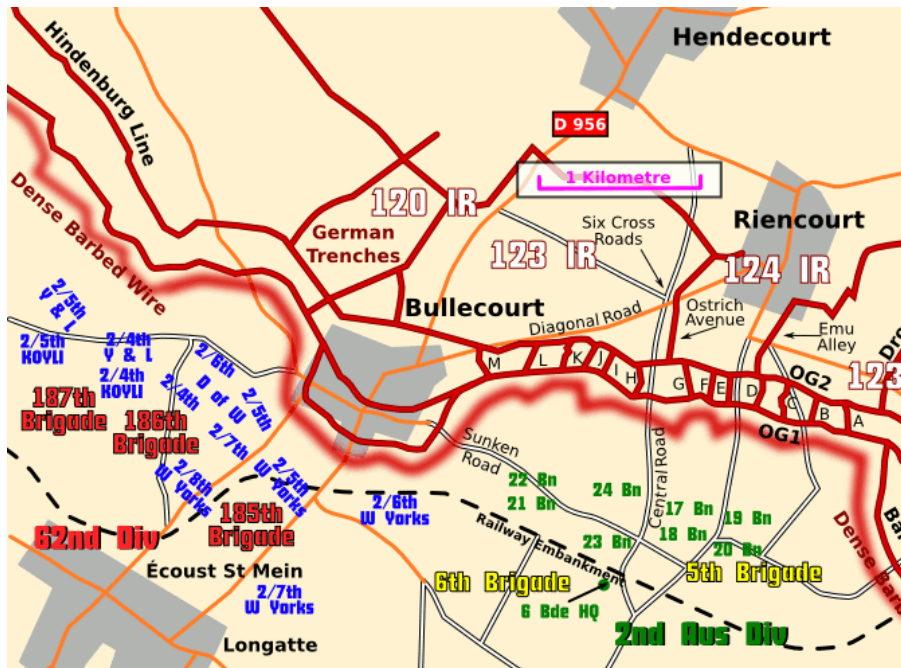 Hendecourt
Hindenburg Line
D 956
1 Kilometre
Dense Barbed Wire
120 IR
Six Cross
Roads
Riencourt
German
Trenches
123 IR
124 IR
Bullecourt
Ostrich
Avenue
Diagonal Road
Emu
Alley
2/5th
Y & L
2/5th
KOYLI
2/4th
Y & L
2/4th
KOYLI
2/6th
2/4th
D of W
2/5th
2/7th
W Yorks
2/5th
2/8th
W Yorks
187th
Brigade
186th
Brigade
185th
Brigade
62nd Div
M
L
K
J
I
H
G
F
E
D
C
B
A
OG2
OG1
123
Sunken
Road
Central Road
22 Bn
21 Bn
24 Bn
17 Bn
18 Bn
19 Bn
20 Bn
23 Bn
2/6th
W Yorks
Railway Embankment
6th Brigade
5th Brigade
6 Bde HQ
2nd Aus Div
Écoust St Mein
2/7th
W Yorks
Longatte
Dense Barb